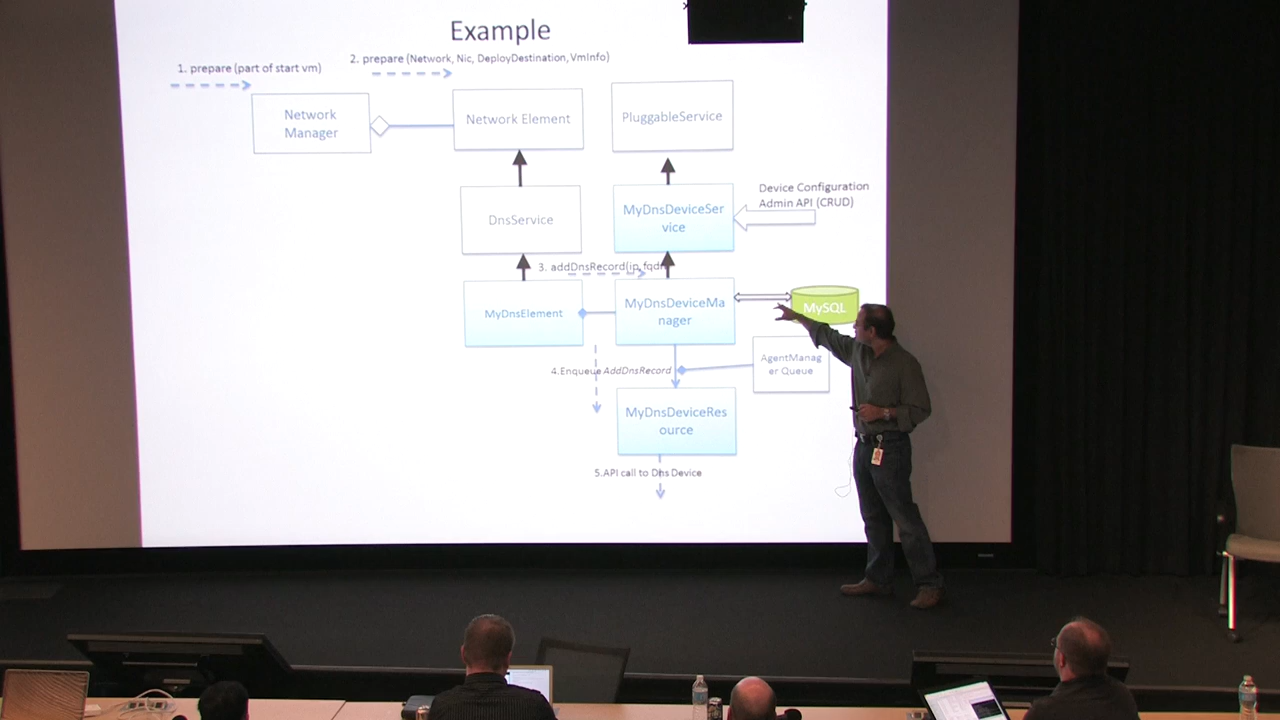 Example
1. prepare (part of start vm)
2. prepare (Network, Nic, DeployDestination, VmInfo)
Network
Manager
Network Element
PluggableService
DnsService
MyDnsDeviceSer
vice
Device Configuration
Admin API (CRUD)
3. addDnsRecord(ip, fqdn
MyDnsElement
MyDnsDeviceMa
nager
MySQL
4.Enqueue AddDnsRecord
AgentManag
er Queue
MyDnsDeviceRes
ource
5.API call to Dns Device